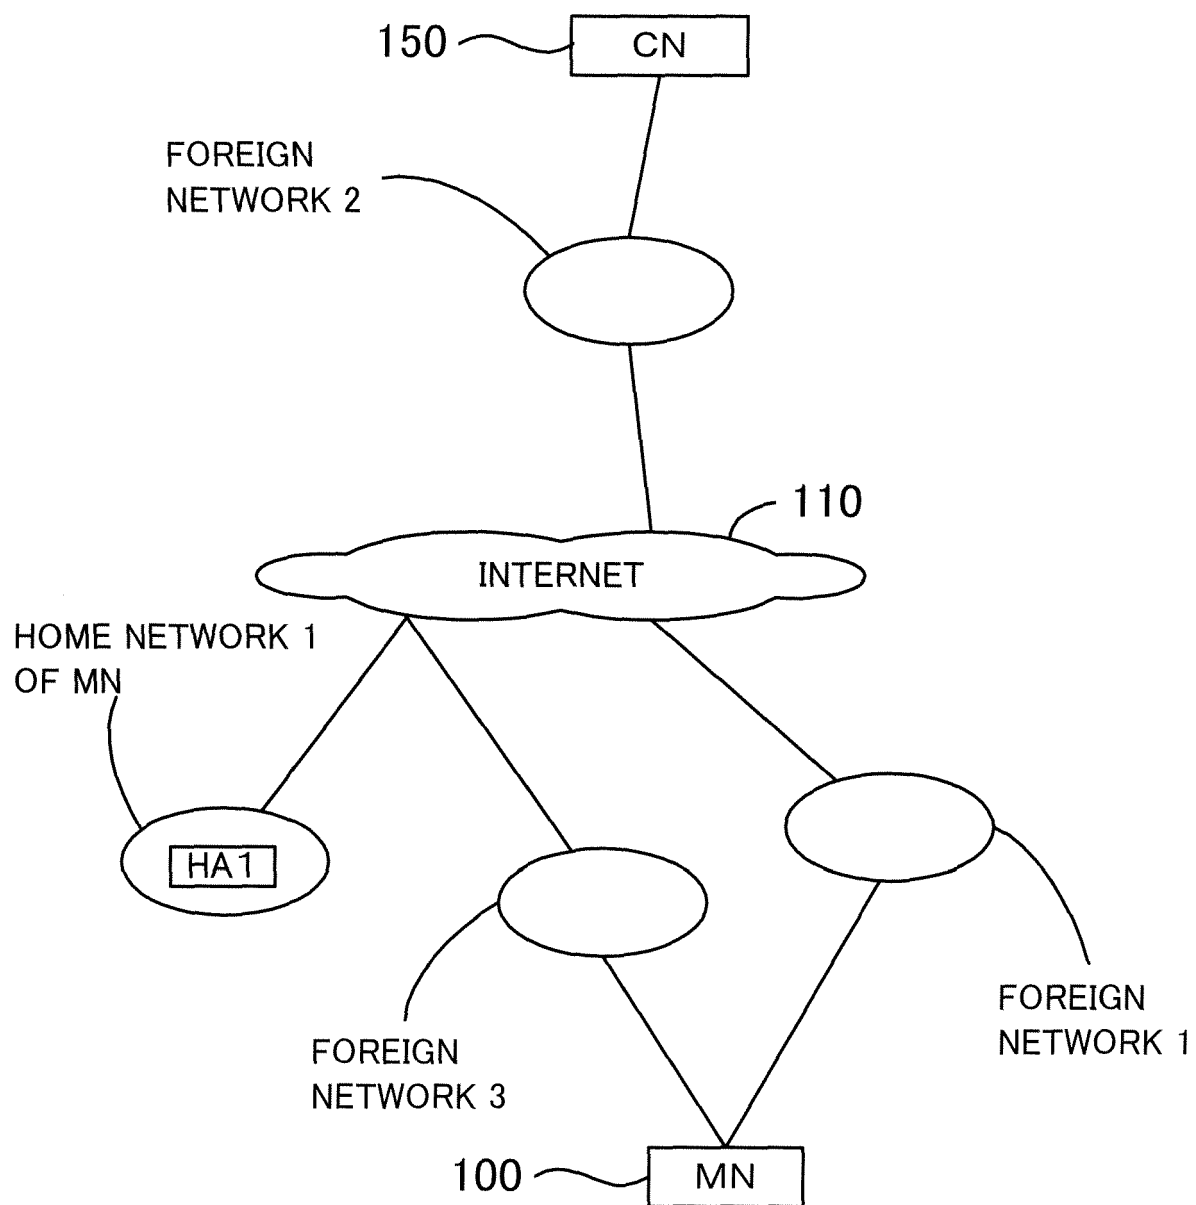 150
CN
FOREIGN
NETWORK 2
110
INTERNET
HOME NETWORK 1
OF MN
HA1
FOREIGN
NETWORK 1
FOREIGN
NETWORK 3
100
MN